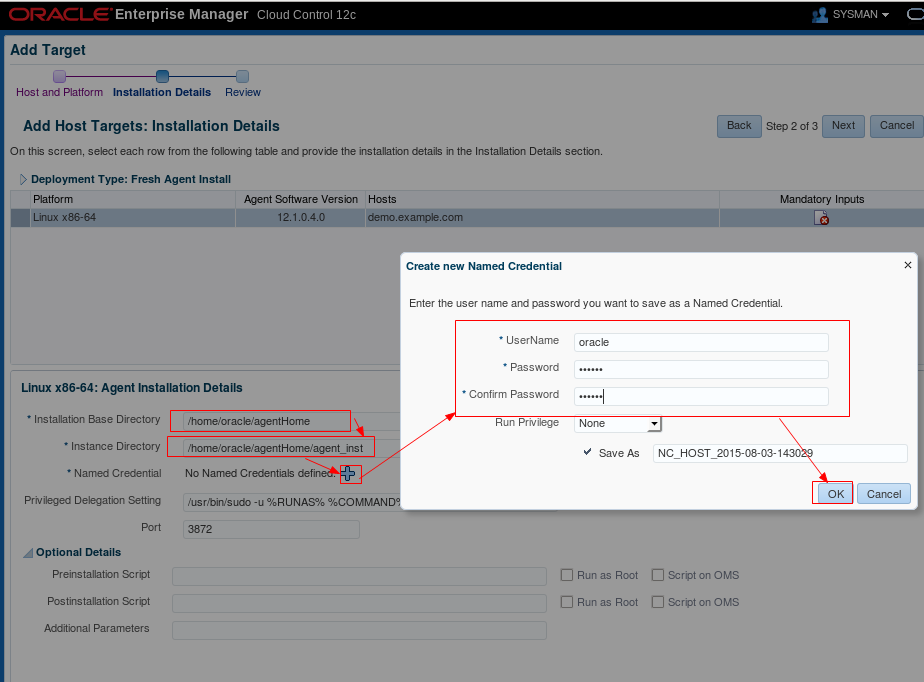 ORACLE Enterprise Manager Cloud Control 12c SYSMAN
Add Target
Host and Platform Installation Details Review
Add Host Targets: Installation Details Back Step 2 of 3 Next Cancel
On this screen, select each row from the following table and provide the installation details in the Installation Details section.
Deployment Type: Fresh Agent Install
Platform Agent Software Version Hosts Mandatory Inputs
Linux x86-64 12.1.0.4.0 demo.example.com
Create new Named Credential
Enter the user name and password you want to save as a Named Credential.
* UserName oracle
* Password ••••••
* Confirm Password ••••••
Run Privilege None
Save As NC_HOST_2015-08-03-143029
OK Cancel
Linux x86-64: Agent Installation Details
* Installation Base Directory /home/oracle/agentHome
* Instance Directory /home/oracle/agentHome/agent_inst
* Named Credential No Named Credentials defined.
Privileged Delegation Setting /usr/bin/sudo -u %RUNAS% %COMMAND%
Port 3872
Optional Details
Preinstallation Script Run as Root Script on OMS
Postinstallation Script Run as Root Script on OMS
Additional Parameters